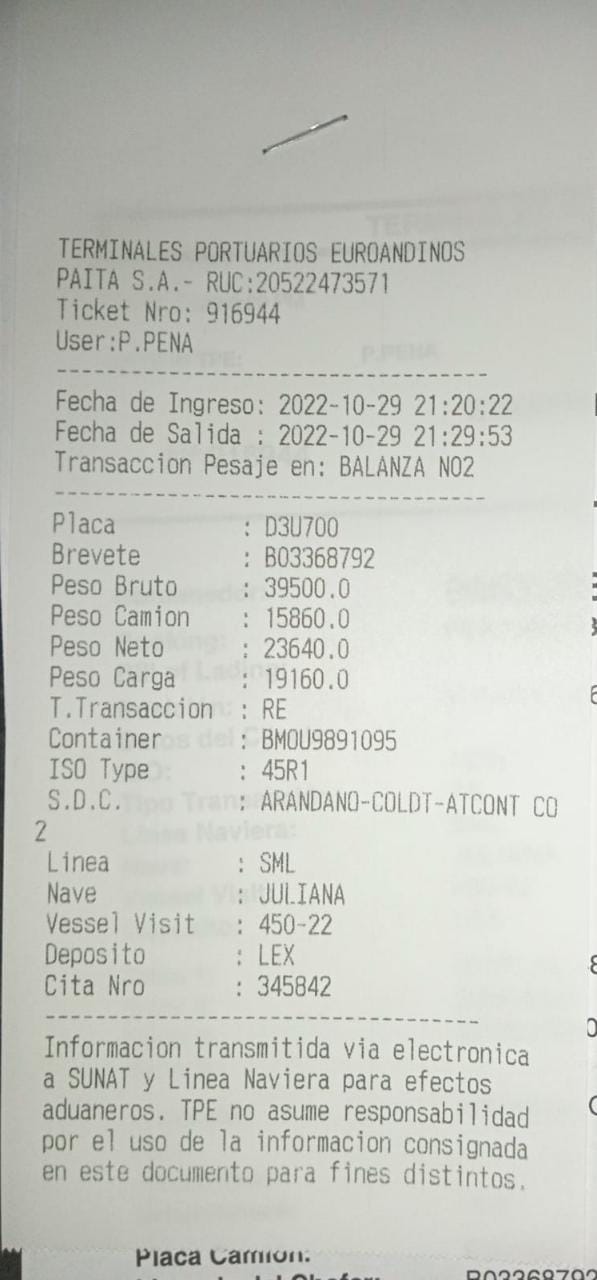 TERMINALES PORTUARIOS EUROANDINOS
PAITA S.A.- RUC:20522473571
Ticket Nro: 916944
User:P.PENA
-----------------------------------
Fecha de Ingreso: 2022-10-29 21:20:22
Fecha de Salida : 2022-10-29 21:29:53
Transaccion Pesaje en: BALANZA NO2
-----------------------------------
Placa : D3U700
Brevete : B03368792
Peso Bruto : 39500.0
Peso Camion : 15860.0
Peso Neto : 23640.0
Peso Carga : 19160.0
T.Transaccion : RE
Container : BMOU9891095
ISO Type : 45R1
S.D.C. : ARANDANO-COLDT-ATCONT CO
2
Linea : SML
Nave : JULIANA
Vessel Visit : 450-22
Deposito : LEX
Cita Nro : 345842
-----------------------------------
Informacion transmitida via electronica
a SUNAT y Linea Naviera para efectos
aduaneros. TPE no asume responsabilidad
por el uso de la informacion consignada
en este documento para fines distintos.
Placa Camion:
B03368792